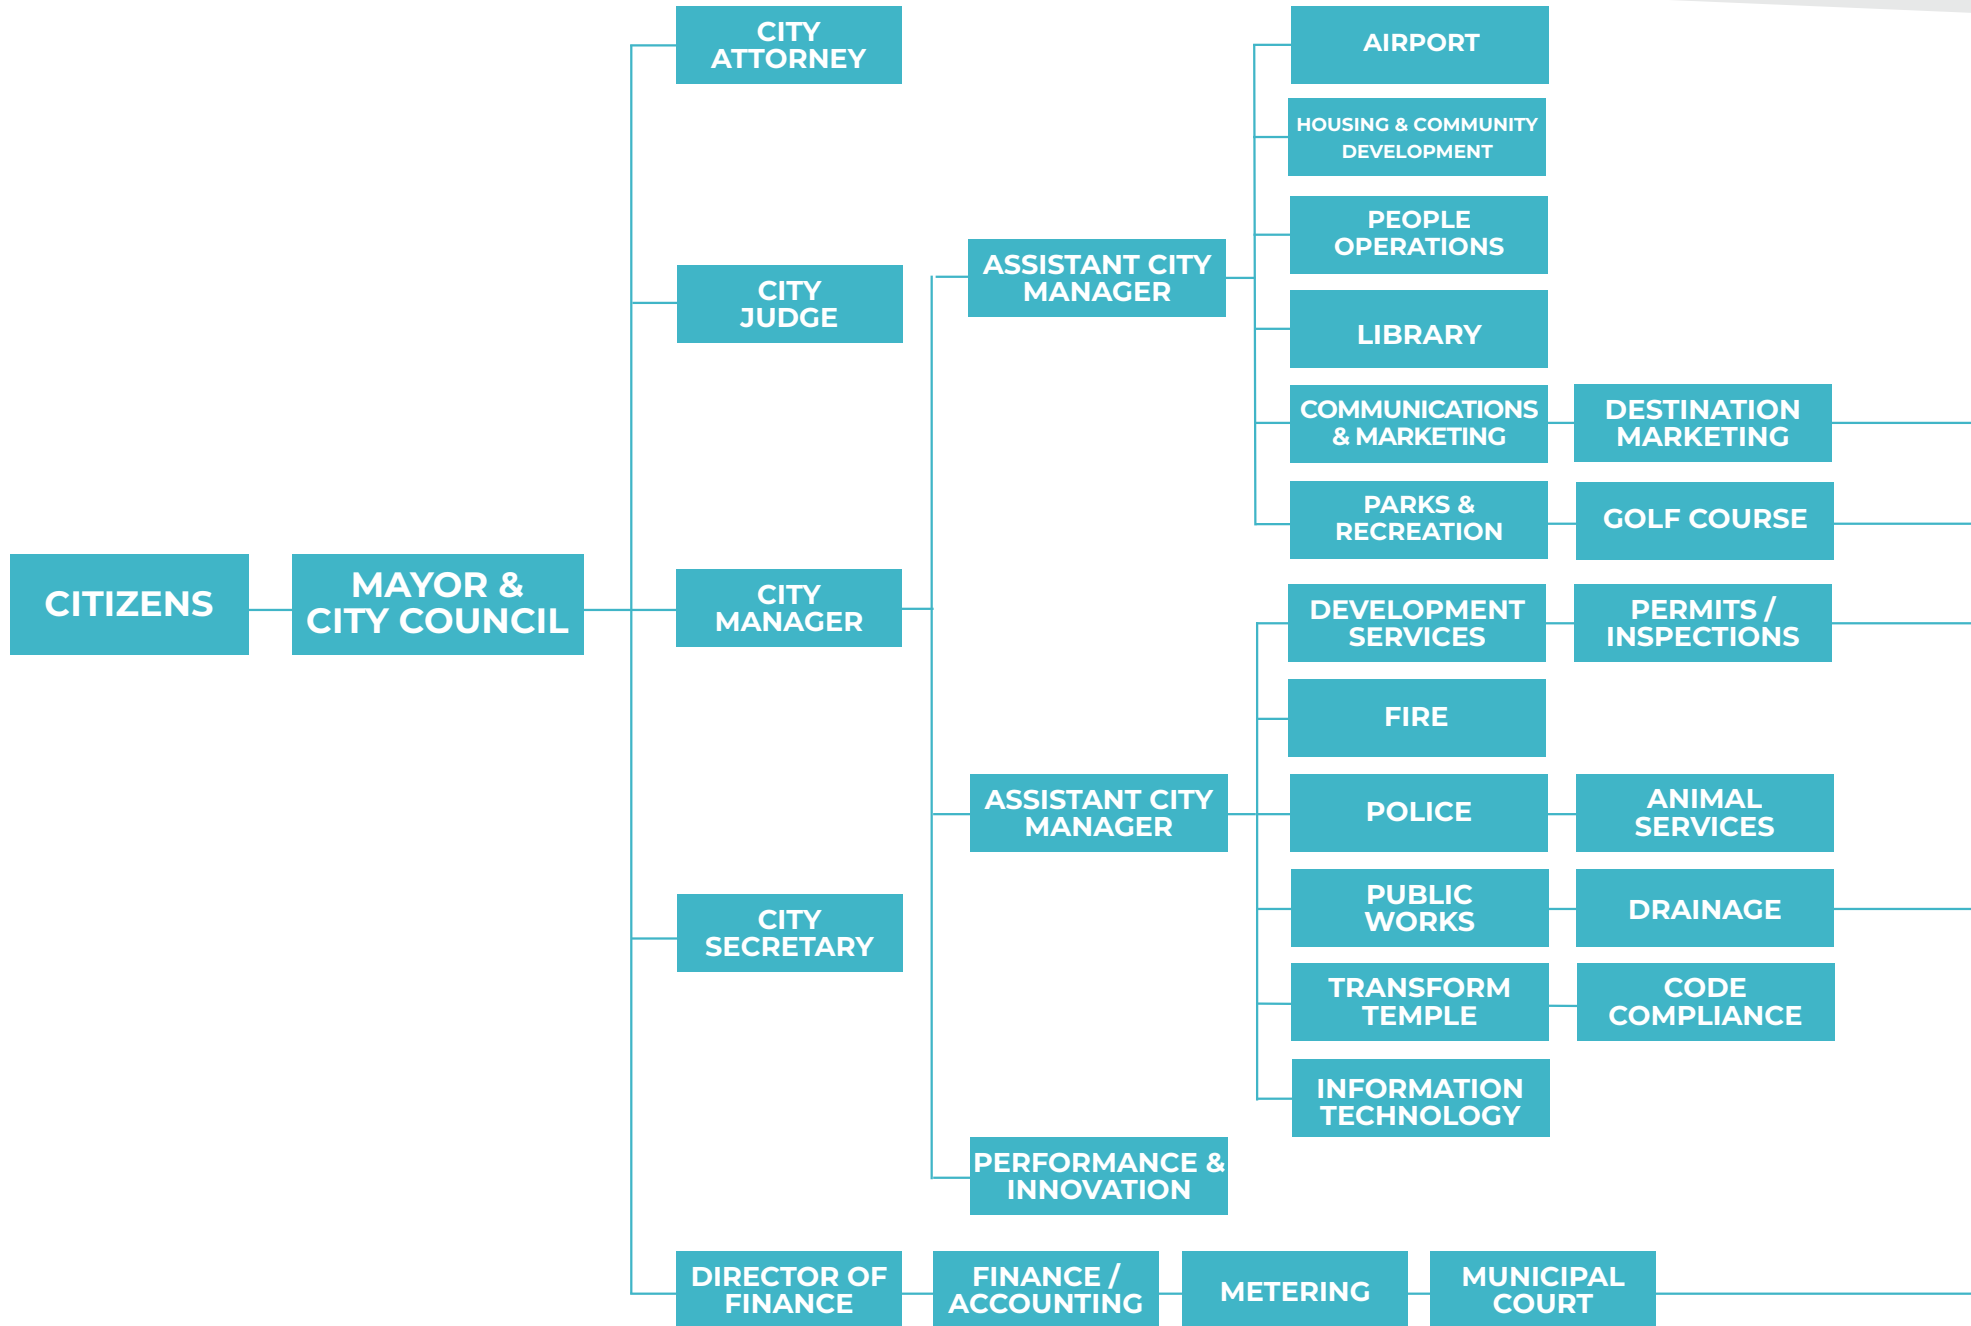 CITY
ATTORNEY
AIRPORT
HOUSING & COMMUNITY
DEVELOPMENT
PEOPLE
OPERATIONS
ASSISTANT CITY
MANAGER
CITY
JUDGE
LIBRARY
COMMUNICATIONS
& MARKETING
DESTINATION
MARKETING
PARKS &
RECREATION
GOLF COURSE
CITIZENS
MAYOR &
CITY COUNCIL
CITY
MANAGER
DEVELOPMENT
SERVICES
PERMITS /
INSPECTIONS
FIRE
ASSISTANT CITY
MANAGER
POLICE
ANIMAL
SERVICES
CITY
SECRETARY
PUBLIC
WORKS
DRAINAGE
TRANSFORM
TEMPLE
CODE
COMPLIANCE
INFORMATION
TECHNOLOGY
PERFORMANCE &
INNOVATION
DIRECTOR OF
FINANCE
FINANCE /
ACCOUNTING
METERING
MUNICIPAL
COURT